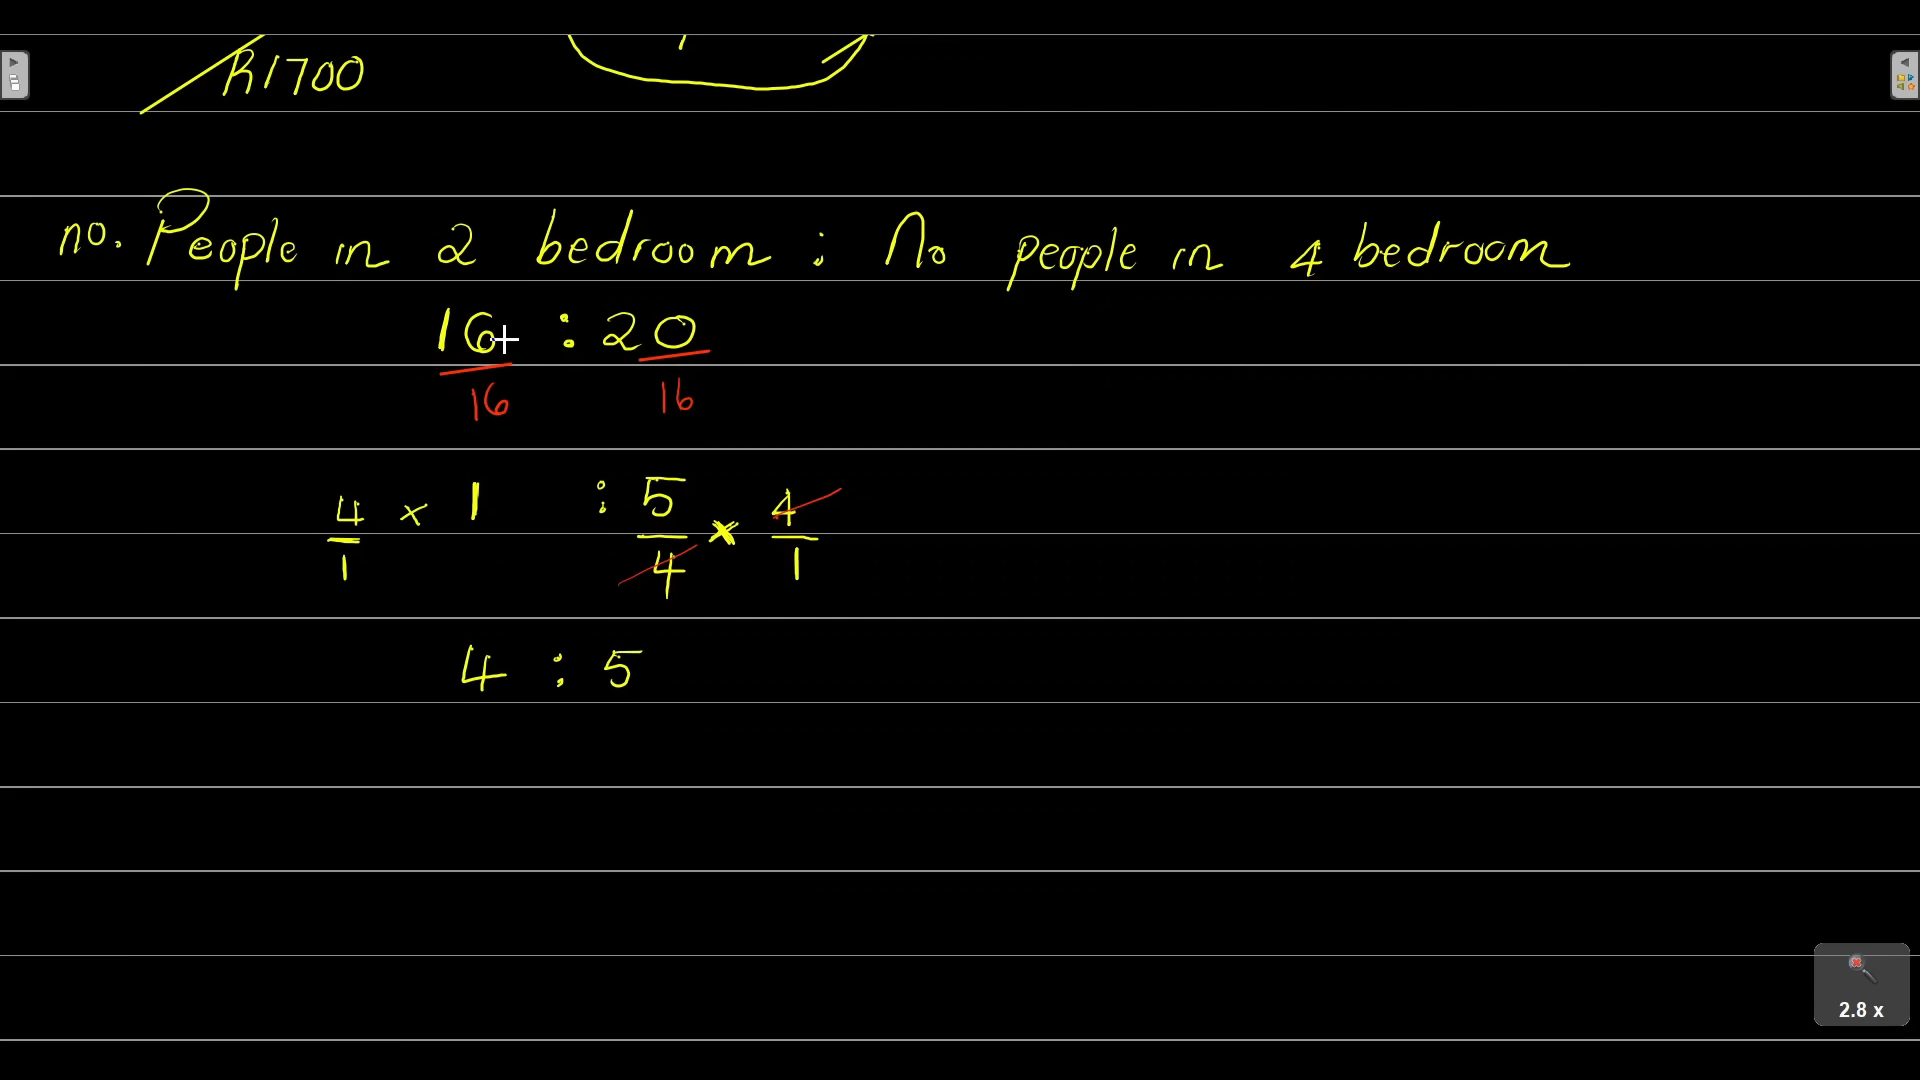 R1700
no. People in 2 bedroom : No people in 4 bedroom
16 : 20
16 16
4/1 × 1 : 5/4 × 4/1
4 : 5
2.8 x